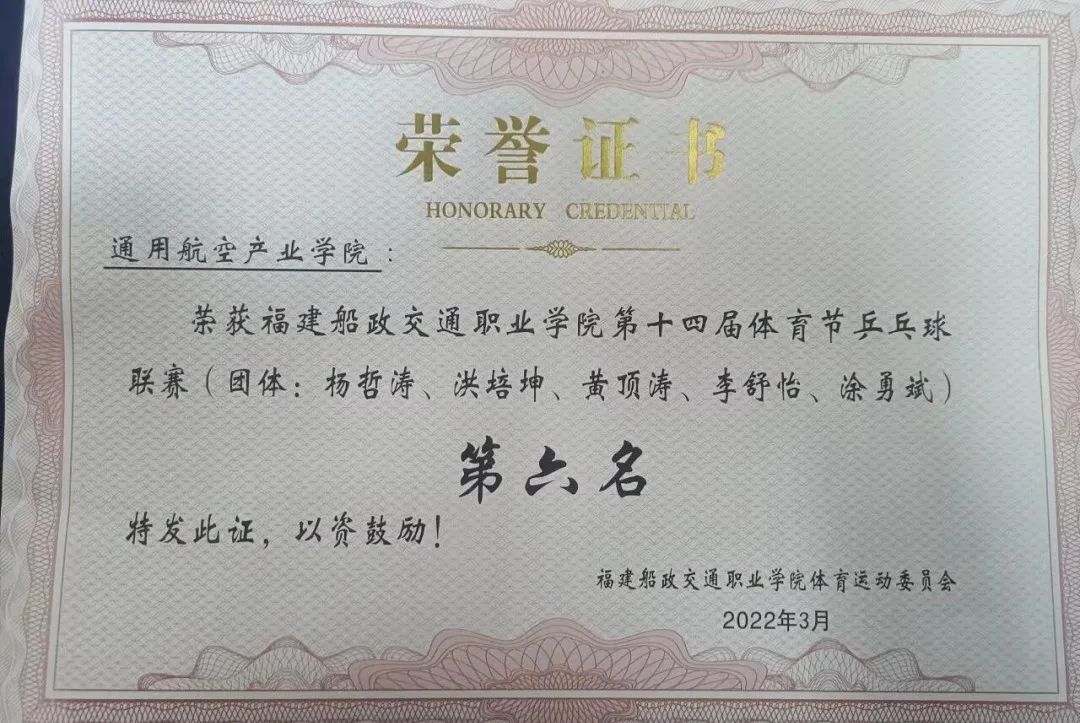 荣誉证书
HONORARY CREDENTIAL
通用航空产业学院：
荣获福建船政交通职业学院第十四届体育节乒乓球
联赛（团体：杨哲涛、洪培坤、黄顶涛、李舒怡、涂勇斌）
第六名
特发此证，以资鼓励！
福建船政交通职业学院体育运动委员会
2022年3月